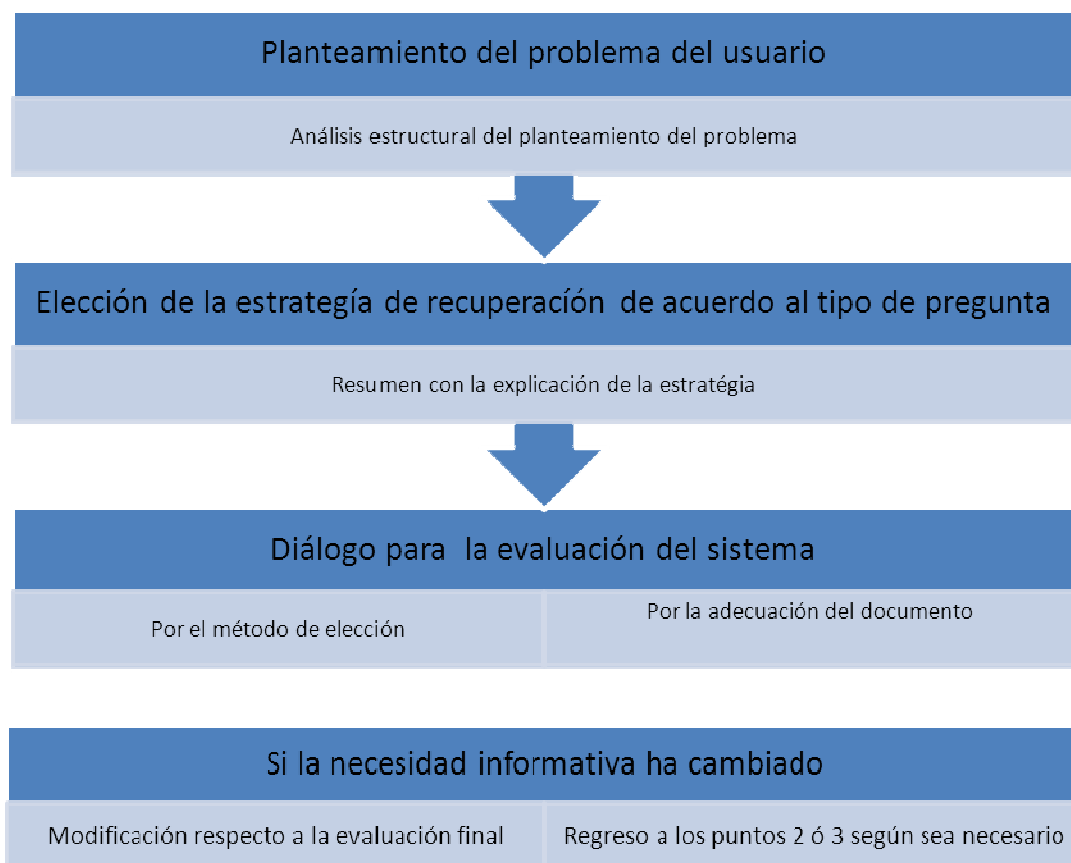 Planteamiento del problema del usuario
Análisis estructural del planteamiento del problema
Elección de la estrategía de recuperacíón de acuerdo al tipo de pregunta
Resumen con la explicación de la estratégia
Diálogo para la evaluación del sistema
Por el método de elección
Por la adecuación del documento
Si la necesidad informativa ha cambiado
Modificación respecto a la evaluación final
Regreso a los puntos 2 ó 3 según sea necesario